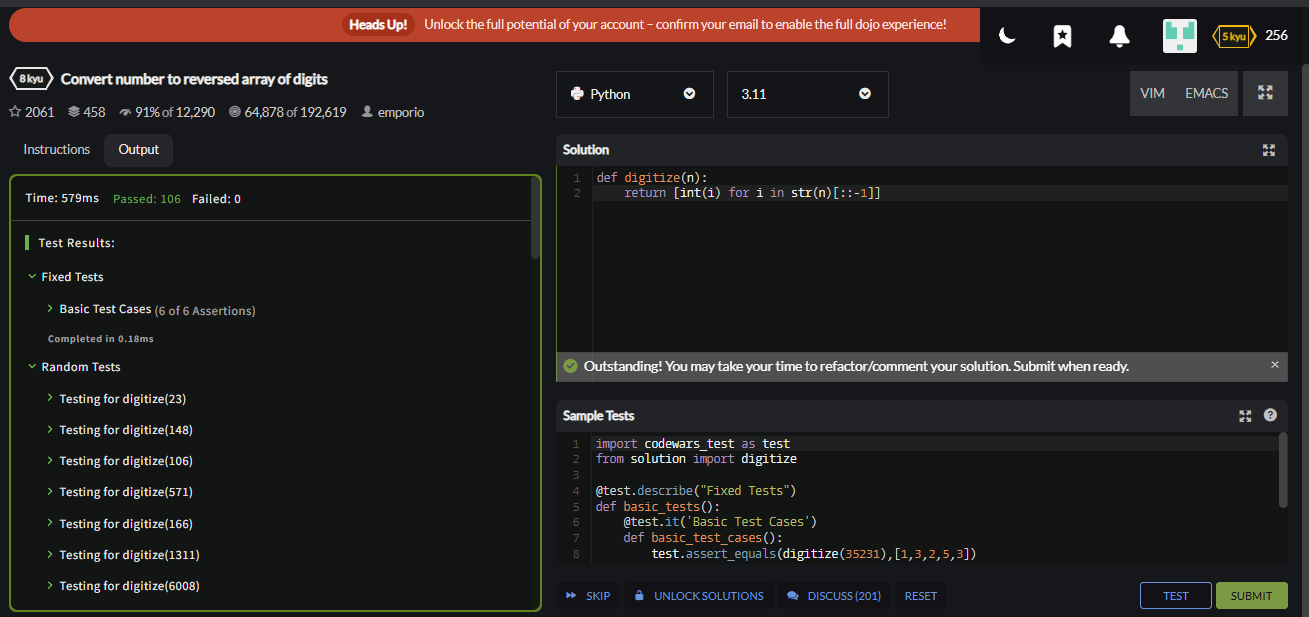 Heads Up! Unlock the full potential of your account – confirm your email to enable the full dojo experience!
5 kyu 256
8 kyu Convert number to reversed array of digits
2061 458 91% of 12,290 64,878 of 192,619 emporio
Instructions Output
Time: 579ms Passed: 106 Failed: 0
Test Results:
Fixed Tests
Basic Test Cases (6 of 6 Assertions)
Completed in 0.18ms
Random Tests
Testing for digitize(23)
Testing for digitize(148)
Testing for digitize(106)
Testing for digitize(571)
Testing for digitize(166)
Testing for digitize(1311)
Testing for digitize(6008)
Python 3.11 VIM EMACS
Solution
1 def digitize(n):
2 return [int(i) for i in str(n)[::-1]]
Outstanding! You may take your time to refactor/comment your solution. Submit when ready. ×
Sample Tests ?
1 import codewars_test as test
2 from solution import digitize
3
4 @test.describe("Fixed Tests")
5 def basic_tests():
6 @test.it('Basic Test Cases')
7 def basic_test_cases():
8 test.assert_equals(digitize(35231),[1,3,2,5,3])
SKIP UNLOCK SOLUTIONS DISCUSS (201) RESET TEST SUBMIT